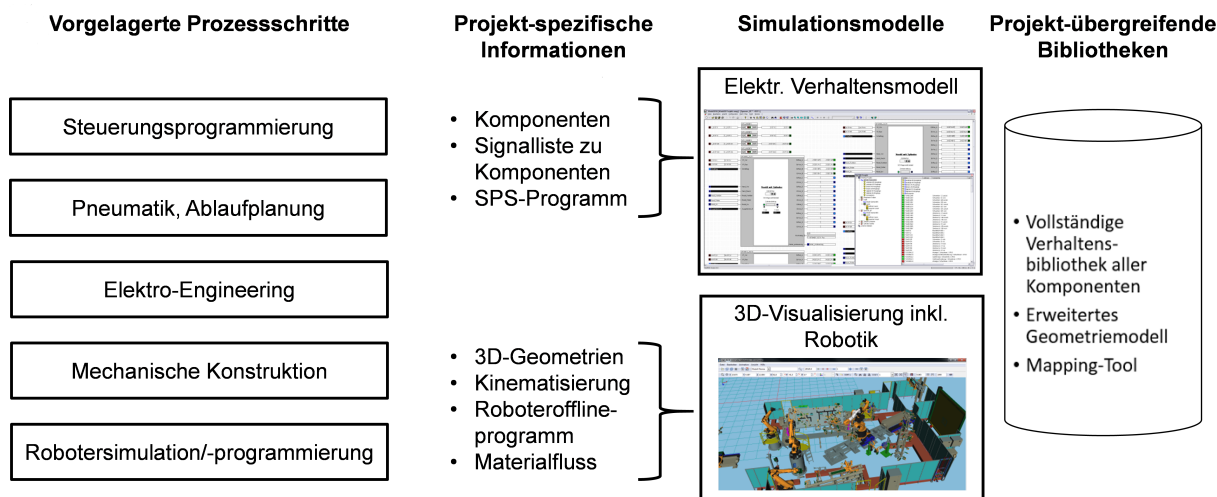 Vorgelagerte Prozessschritte
Steuerungsprogrammierung
Pneumatik, Ablaufplanung
Elektro-Engineering
Mechanische Konstruktion
Robotersimulation/-programmierung
Projekt-spezifische
Informationen
• Komponenten
• Signalliste zu
Komponenten
• SPS-Programm
• 3D-Geometrien
• Kinematisierung
• Roboteroffline-
programm
• Materialfluss
Simulationsmodelle
Elektr. Verhaltensmodell
3D-Visualisierung inkl.
Robotik
Projekt-übergreifende
Bibliotheken
• Vollständige
Verhaltens-
bibliothek aller
Komponenten
• Erweitertes
Geometriemodell
• Mapping-Tool